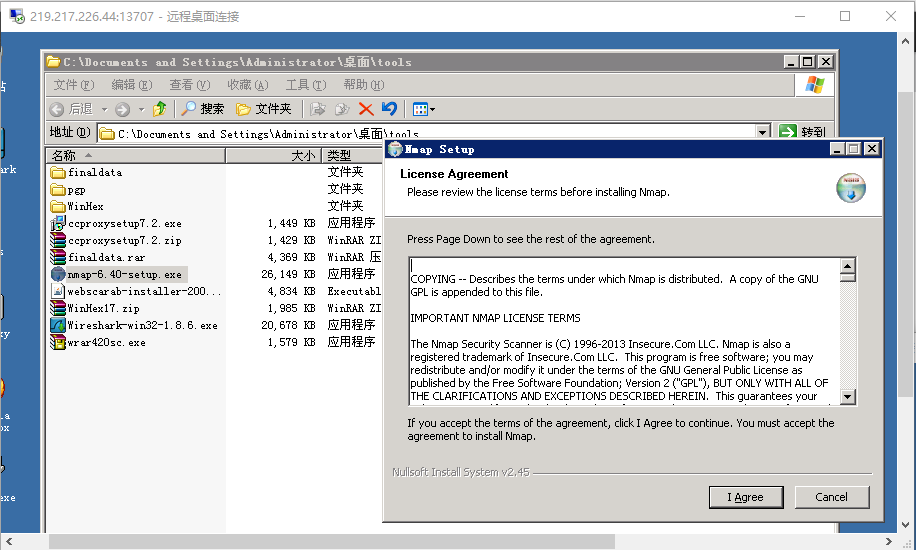 219.217.226.44:13707 - 远程桌面连接
C:\Documents and Settings\Administrator\桌面\tools
文件(F) 编辑(E) 查看(V) 收藏(A) 工具(T) 帮助(H)
后退 搜索 文件夹
地址(D) C:\Documents and Settings\Administrator\桌面\tools 转到
名称 大小 类型
finaldata 文件夹
pgp 文件夹
WinHex 文件夹
ccproxysetup7.2.exe 1,449 KB 应用程序
ccproxysetup7.2.zip 1,429 KB WinRAR ZI
finaldata.rar 4,369 KB WinRAR 压
nmap-6.40-setup.exe 26,149 KB 应用程序
webscarab-installer-200... 4,834 KB Executabl
WinHex17.zip 1,985 KB WinRAR ZI
Wireshark-win32-1.8.6.exe 20,678 KB 应用程序
wrar420sc.exe 1,579 KB 应用程序
站
ark
xy
la
ox
exe
Nmap Setup
License Agreement
Please review the license terms before installing Nmap.
Press Page Down to see the rest of the agreement.
COPYING -- Describes the terms under which Nmap is distributed. A copy of the GNU
GPL is appended to this file.
IMPORTANT NMAP LICENSE TERMS
The Nmap Security Scanner is (C) 1996-2013 Insecure.Com LLC. Nmap is also a
registered trademark of Insecure.Com LLC. This program is free software; you may
redistribute and/or modify it under the terms of the GNU General Public License as
published by the Free Software Foundation; Version 2 ("GPL"), BUT ONLY WITH ALL OF
THE CLARIFICATIONS AND EXCEPTIONS DESCRIBED HEREIN. This guarantees your
If you accept the terms of the agreement, click I Agree to continue. You must accept the
agreement to install Nmap.
Nullsoft Install System v2.45
I Agree Cancel